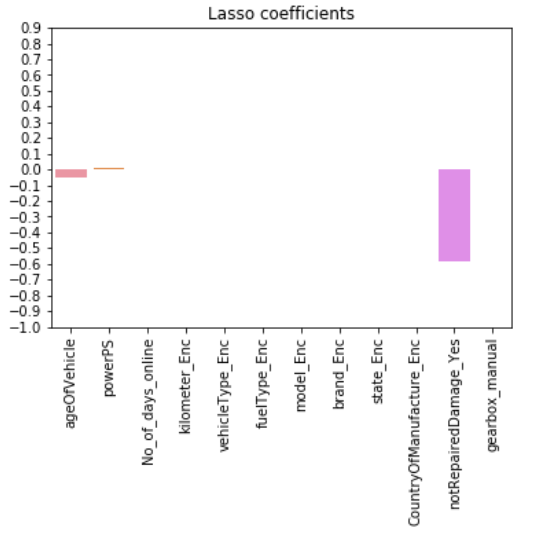 Lasso coefficients
0.9
0.8
0.7
0.6
0.5
0.4
0.3
0.2
0.1
0.0
−0.1
−0.2
−0.3
−0.4
−0.5
−0.6
−0.7
−0.8
−0.9
−1.0
ageOfVehicle
powerPS
No_of_days_online
kilometer_Enc
vehicleType_Enc
fuelType_Enc
model_Enc
brand_Enc
state_Enc
CountryOfManufacture_Enc
notRepairedDamage_Yes
gearbox_manual